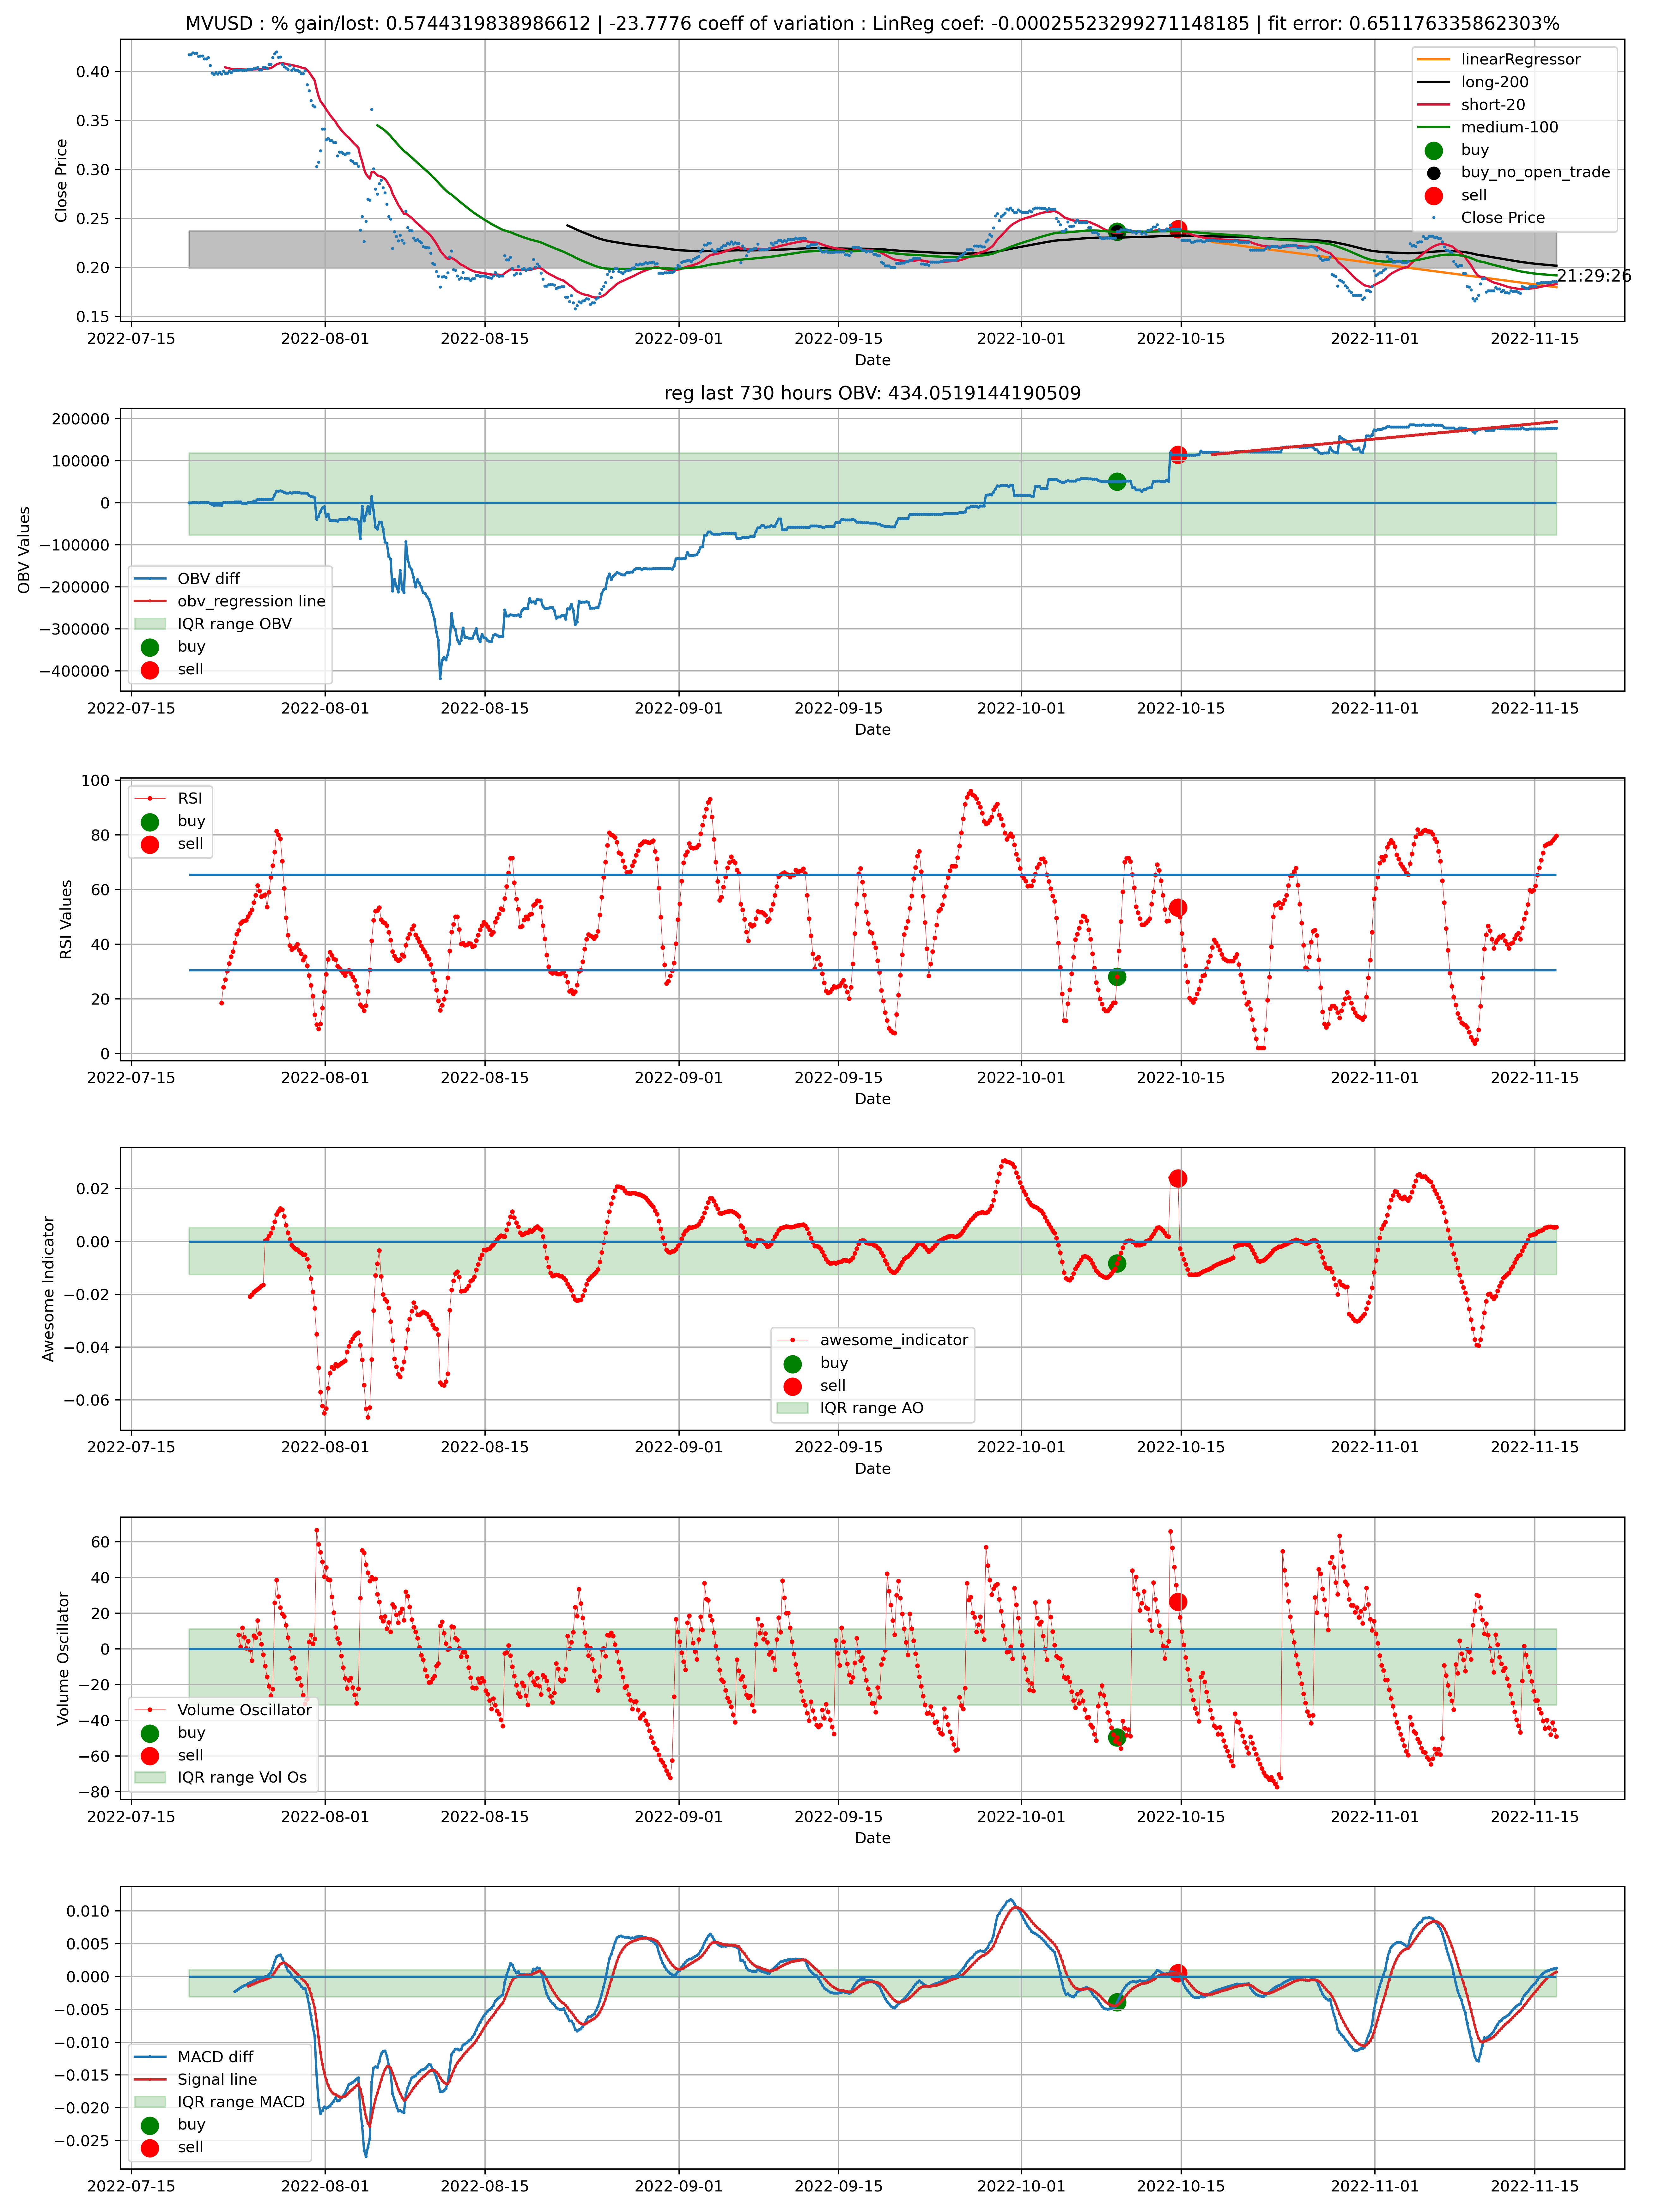 MVUSD : % gain/lost: 0.5744319838986612 | -23.7776 coeff of variation : LinReg coef: -0.00025523299271148185 | fit error: 0.651176335862303%
0.40
0.35
0.30
0.25
0.20
0.15
Close Price
linearRegressor
long-200
short-20
medium-100
buy
buy_no_open_trade
sell
Close Price
21:29:26
2022-07-15 2022-08-01 2022-08-15 2022-09-01 2022-09-15 2022-10-01 2022-10-15 2022-11-01 2022-11-15
Date
reg last 730 hours OBV: 434.0519144190509
200000
100000
0
−100000
−200000
−300000
−400000
OBV Values
OBV diff
obv_regression line
IQR range OBV
buy
sell
2022-07-15 2022-08-01 2022-08-15 2022-09-01 2022-09-15 2022-10-01 2022-10-15 2022-11-01 2022-11-15
Date
100
80
60
40
20
0
RSI Values
RSI
buy
sell
2022-07-15 2022-08-01 2022-08-15 2022-09-01 2022-09-15 2022-10-01 2022-10-15 2022-11-01 2022-11-15
Date
0.02
0.00
−0.02
−0.04
−0.06
Awesome Indicator
awesome_indicator
buy
sell
IQR range AO
2022-07-15 2022-08-01 2022-08-15 2022-09-01 2022-09-15 2022-10-01 2022-10-15 2022-11-01 2022-11-15
Date
60
40
20
0
−20
−40
−60
−80
Volume Oscillator
Volume Oscillator
buy
sell
IQR range Vol Os
2022-07-15 2022-08-01 2022-08-15 2022-09-01 2022-09-15 2022-10-01 2022-10-15 2022-11-01 2022-11-15
Date
0.010
0.005
0.000
−0.005
−0.010
−0.015
−0.020
−0.025
MACD diff
Signal line
IQR range MACD
buy
sell
2022-07-15 2022-08-01 2022-08-15 2022-09-01 2022-09-15 2022-10-01 2022-10-15 2022-11-01 2022-11-15